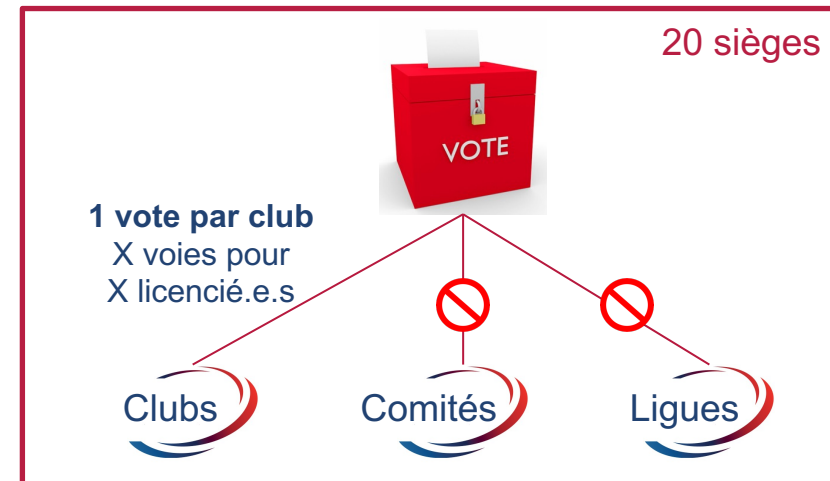 20 sièges
VOTE
1 vote par club
X voies pour
X licencié.e.s
Clubs
Comités
Ligues